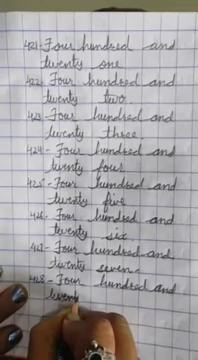 421- Four hundred and
twenty one
422- Four hundred and
twenty two.
423- Four hundred and
twenty three.
424- Four hundred and
twenty four
425- Four hundred and
twenty five
426- Four hundred and
twenty six
427- Four hundred and
twenty seven
428- Four hundred and
twenty